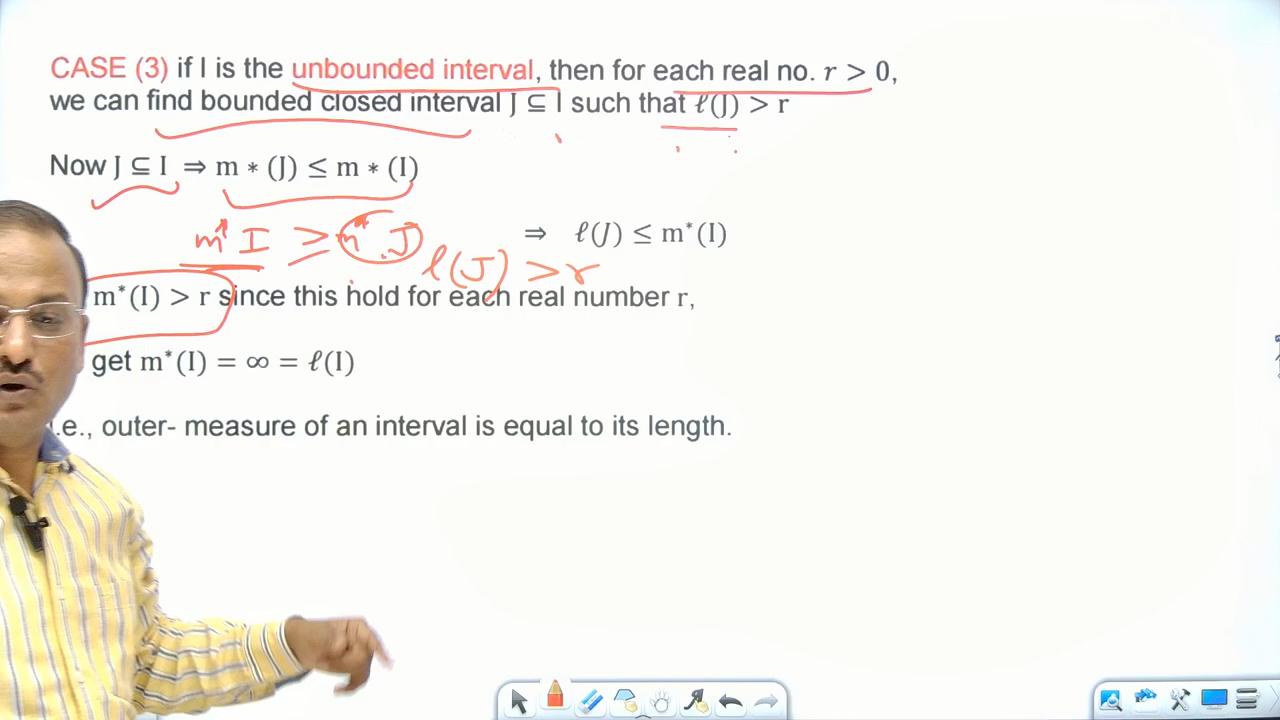 CASE (3) if I is the unbounded interval, then for each real no. r > 0,
we can find bounded closed interval J ⊆ I such that ℓ(J) > r
Now J ⊆ I ⇒ m ∗ (J) ≤ m ∗ (I)
m* I ≥ m* J
⇒ ℓ(J) ≤ m*(I)
ℓ(J) > r
m*(I) > r since this hold for each real number r,
get m*(I) = ∞ = ℓ(I)
.e., outer- measure of an interval is equal to its length.